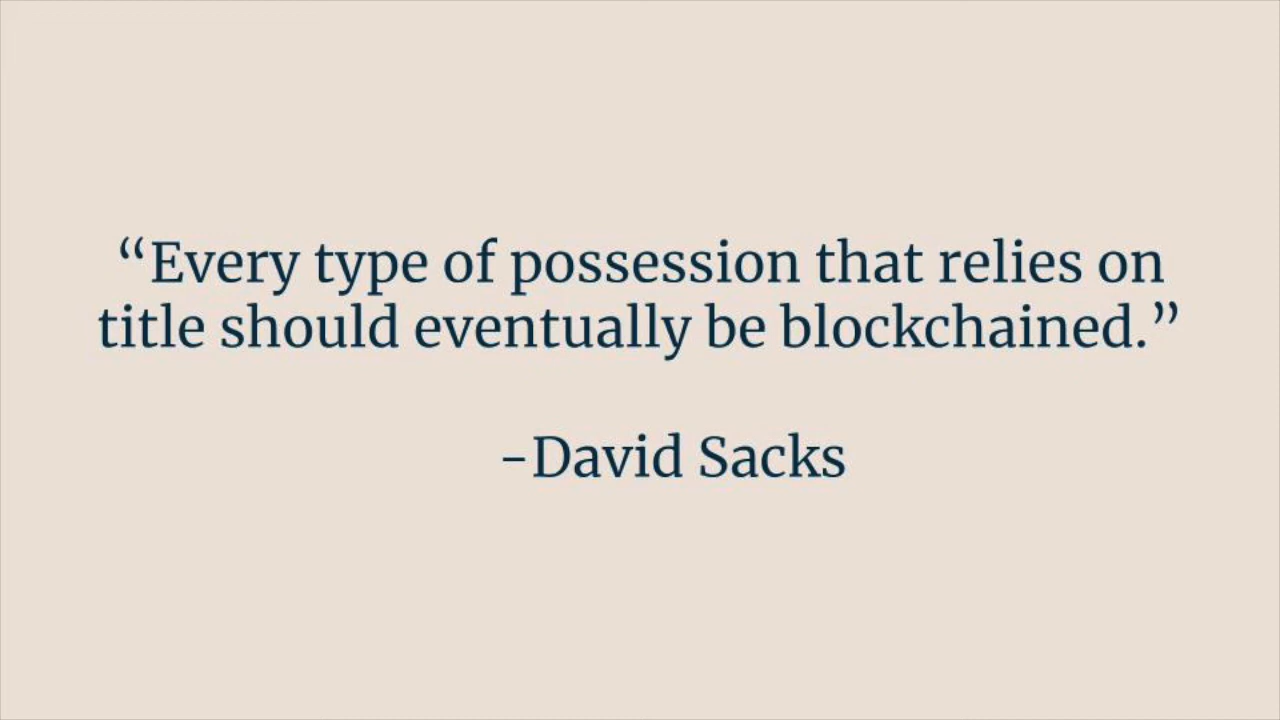 “Every type of possession that relies on
title should eventually be blockchained.”
-David Sacks